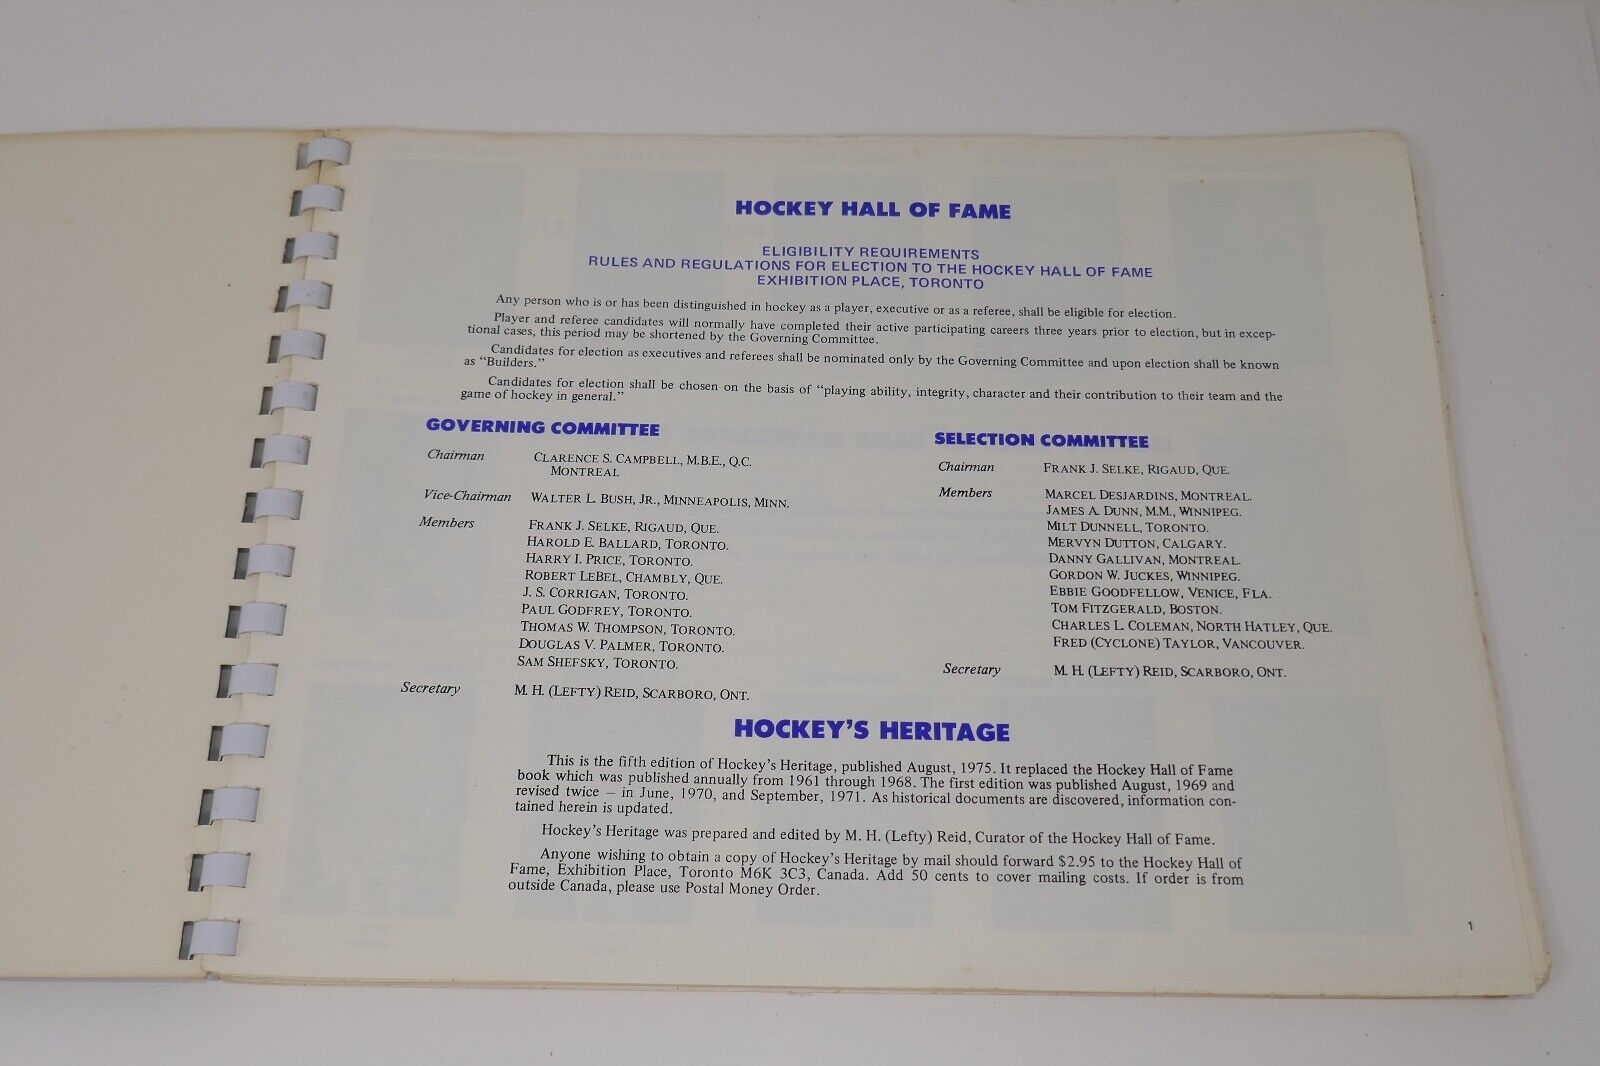 HOCKEY HALL OF FAME
ELIGIBILITY REQUIREMENTS
RULES AND REGULATIONS FOR ELECTION TO THE HOCKEY HALL OF FAME
EXHIBITION PLACE, TORONTO
Any person who is or has been distinguished in hockey as a player, executive or as a referee, shall be eligible for election.
Player and referee candidates will normally have completed their active participating careers three years prior to election, but in excep-
tional cases, this period may be shortened by the Governing Committee.
Candidates for election as executives and referees shall be nominated only by the Governing Committee and upon election shall be known
as "Builders."
Candidates for election shall be chosen on the basis of "playing ability, integrity, character and their contribution to their team and the
game of hockey in general."
GOVERNING COMMITTEE
Chairman CLARENCE S. CAMPBELL, M.B.E., Q.C.
MONTREAL
Vice-Chairman WALTER L. BUSH, JR., MINNEAPOLIS, MINN.
Members FRANK J. SELKE, RIGAUD, QUE.
HAROLD E. BALLARD, TORONTO.
HARRY I. PRICE, TORONTO.
ROBERT LEBEL, CHAMBLY, QUE.
J. S. CORRIGAN, TORONTO.
PAUL GODFREY, TORONTO.
THOMAS W. THOMPSON, TORONTO.
DOUGLAS V. PALMER, TORONTO.
SAM SHEFSKY, TORONTO.
Secretary M. H. (LEFTY) REID, SCARBORO, ONT.
SELECTION COMMITTEE
Chairman FRANK J. SELKE, RIGAUD, QUE.
Members MARCEL DESJARDINS, MONTREAL.
JAMES A. DUNN, M.M., WINNIPEG.
MILT DUNNELL, TORONTO.
MERVYN DUTTON, CALGARY.
DANNY GALLIVAN, MONTREAL.
GORDON W. JUCKES, WINNIPEG.
EBBIE GOODFELLOW, VENICE, FLA.
TOM FITZGERALD, BOSTON.
CHARLES L. COLEMAN, NORTH HATLEY, QUE.
FRED (CYCLONE) TAYLOR, VANCOUVER.
Secretary M. H. (LEFTY) REID, SCARBORO, ONT.
HOCKEY'S HERITAGE
This is the fifth edition of Hockey's Heritage, published August, 1975. It replaced the Hockey Hall of Fame
book which was published annually from 1961 through 1968. The first edition was published August, 1969 and
revised twice – in June, 1970, and September, 1971. As historical documents are discovered, information con-
tained herein is updated.
Hockey's Heritage was prepared and edited by M. H. (Lefty) Reid, Curator of the Hockey Hall of Fame.
Anyone wishing to obtain a copy of Hockey's Heritage by mail should forward $2.95 to the Hockey Hall of
Fame, Exhibition Place, Toronto M6K 3C3, Canada. Add 50 cents to cover mailing costs. If order is from
outside Canada, please use Postal Money Order.
1